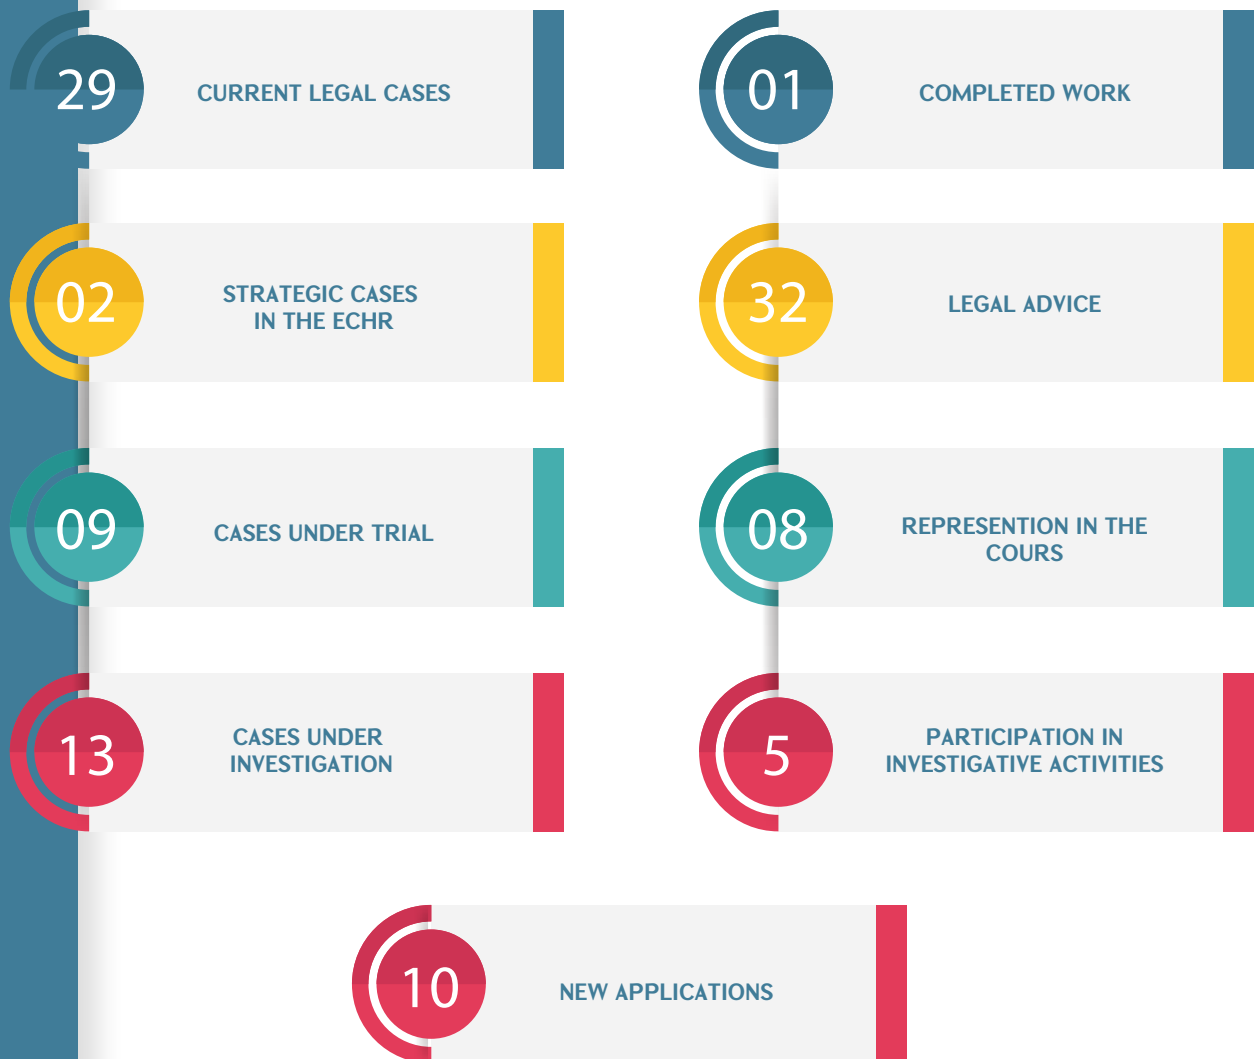 29
CURRENT LEGAL CASES
01
COMPLETED WORK
02
STRATEGIC CASES
IN THE ECHR
32
LEGAL ADVICE
09
CASES UNDER TRIAL
08
REPRESENTION IN THE
COURS
13
CASES UNDER
INVESTIGATION
5
PARTICIPATION IN
INVESTIGATIVE ACTIVITIES
10
NEW APPLICATIONS